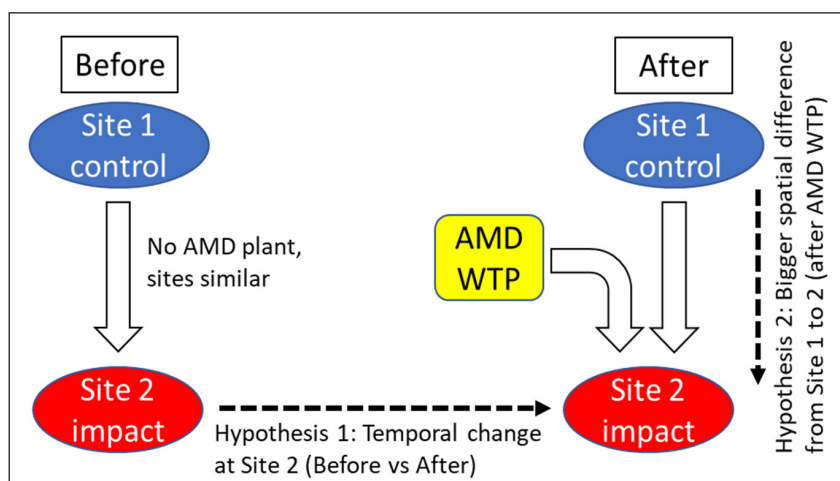 Before
Site 1
control
No AMD plant,
sites similar
Site 2
impact
Hypothesis 1: Temporal change
at Site 2 (Before vs After)
After
Site 1
control
AMD
WTP
Site 2
impact
Hypothesis 2: Bigger spatial difference
from Site 1 to 2 (after AMD WTP)